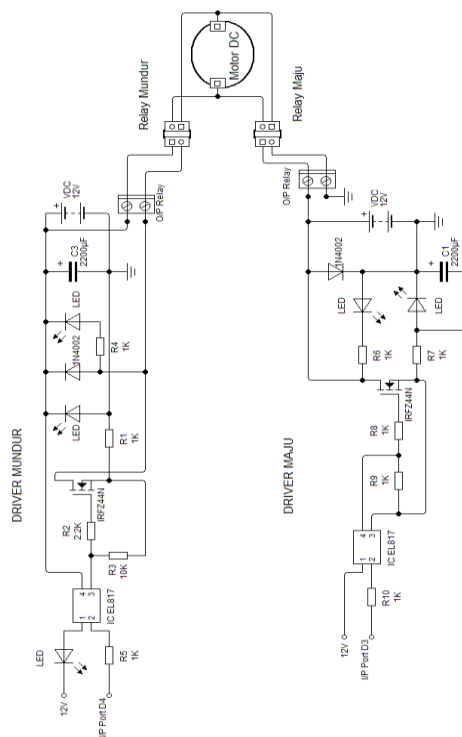 Motor DC
Relay Mundur
Relay Maju
O/P Relay
O/P Relay
VDC
12V
+
C3
2200µF
+
LED
1N4002
R4
1K
LED
R1
1K
DRIVER MUNDUR
IRFZ44N
R2
2.2K
R3
10K
4
3
1
2
IC EL817
LED
R5
1K
12V
I/P Port D4
VDC
12V
+
1N4002
C1
2200µF
+
LED
LED
R6
1K
R7
1K
IRFZ44N
DRIVER MAJU
R8
1K
R9
1K
4
3
1
2
IC EL817
R10
1K
12V
I/P Port D3